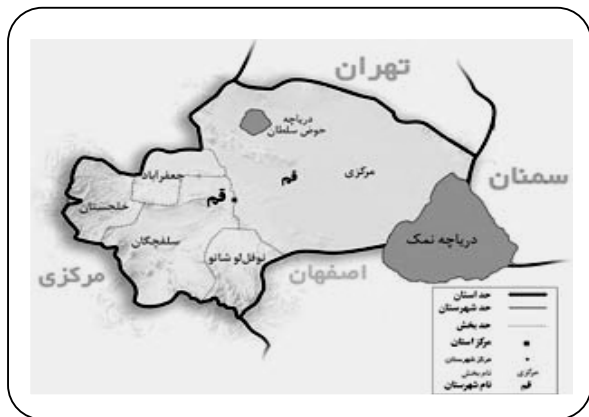 تهران
دریاچه
حوض سلطان
سمنان
جعفرآباد
قم
مرکزی
قم
خلجستان
دریاچه نمک
سلفچگان
نوفل‌لو شاتو
اصفهان
مرکزی
حد استان
حد شهرستان
حد بخش
مرکز استان
مرکز شهرستان
نام بخش مرکزی
نام شهرستان قم